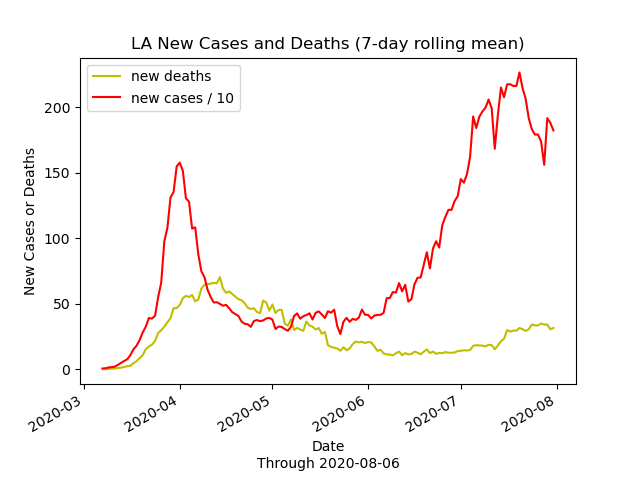 LA New Cases and Deaths (7-day rolling mean)
new deaths
new cases / 10
New Cases or Deaths
200
150
100
50
0
2020-03
2020-04
2020-05
2020-06
2020-07
2020-08
Date
Through 2020-08-06